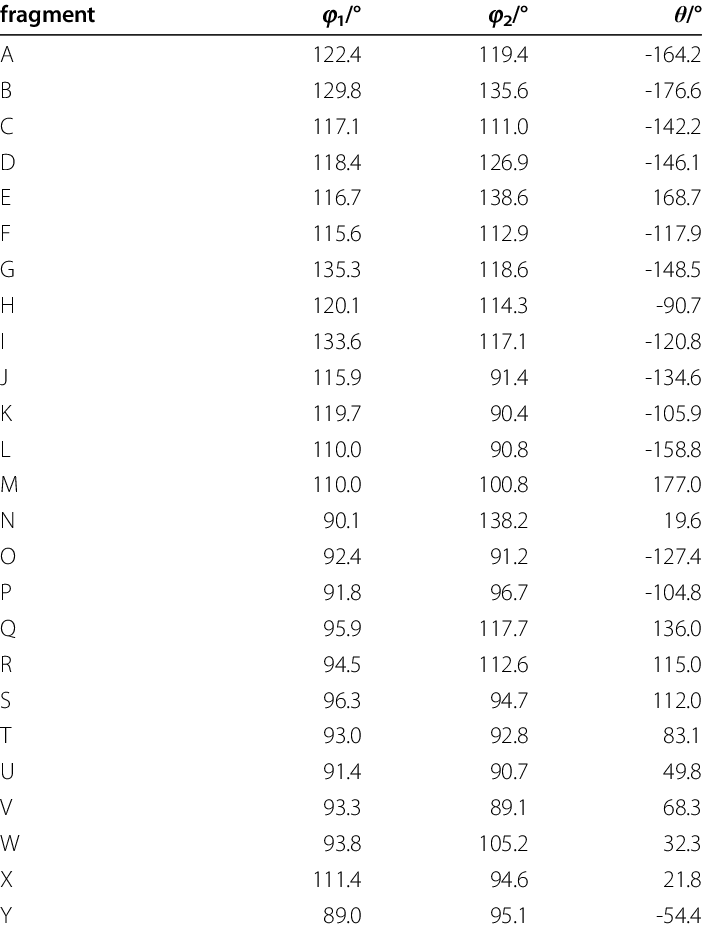 fragment φ1/° φ2/° θ/°
A 122.4 119.4 -164.2
B 129.8 135.6 -176.6
C 117.1 111.0 -142.2
D 118.4 126.9 -146.1
E 116.7 138.6 168.7
F 115.6 112.9 -117.9
G 135.3 118.6 -148.5
H 120.1 114.3 -90.7
I 133.6 117.1 -120.8
J 115.9 91.4 -134.6
K 119.7 90.4 -105.9
L 110.0 90.8 -158.8
M 110.0 100.8 177.0
N 90.1 138.2 19.6
O 92.4 91.2 -127.4
P 91.8 96.7 -104.8
Q 95.9 117.7 136.0
R 94.5 112.6 115.0
S 96.3 94.7 112.0
T 93.0 92.8 83.1
U 91.4 90.7 49.8
V 93.3 89.1 68.3
W 93.8 105.2 32.3
X 111.4 94.6 21.8
Y 89.0 95.1 -54.4